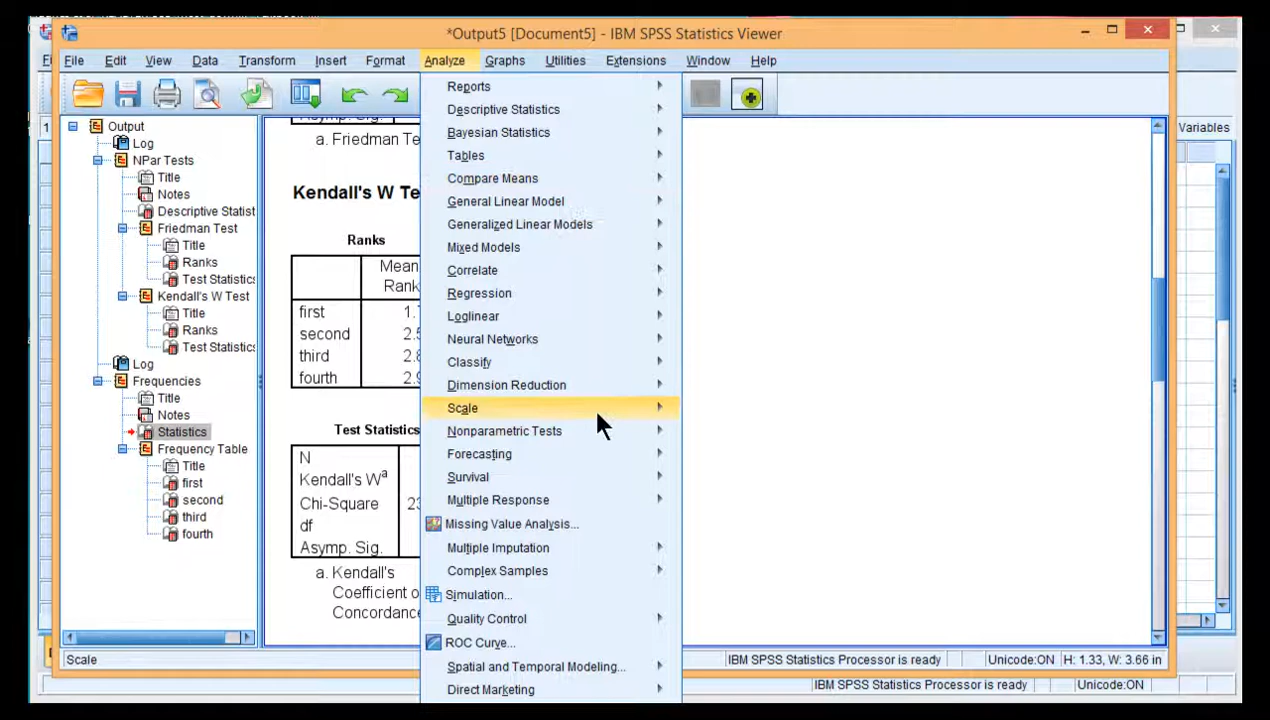 *Output5 [Document5] - IBM SPSS Statistics Viewer
File Edit View Data Transform Insert Format Analyze Graphs Utilities Extensions Window Help
Output
Log
NPar Tests
Title
Notes
Descriptive Statist
Friedman Test
Title
Ranks
Test Statistics
Kendall's W Test
Title
Ranks
Test Statistics
Log
Frequencies
Title
Notes
Statistics
Frequency Table
Title
first
second
third
fourth
a. Friedman Te
Kendall's W Te
Ranks
Mean
Rank
first 1.
second 2.
third 2.
fourth 2.
Test Statistics
N
Kendall's Wa
Chi-Square 23
df
Asymp. Sig.
a. Kendall's
Coefficient o
Concordance
Reports
Descriptive Statistics
Bayesian Statistics
Tables
Compare Means
General Linear Model
Generalized Linear Models
Mixed Models
Correlate
Regression
Loglinear
Neural Networks
Classify
Dimension Reduction
Scale
Nonparametric Tests
Forecasting
Survival
Multiple Response
Missing Value Analysis...
Multiple Imputation
Complex Samples
Simulation...
Quality Control
ROC Curve...
Spatial and Temporal Modeling...
Direct Marketing
Variables
Scale
IBM SPSS Statistics Processor is ready Unicode:ON H: 1.33, W: 3.66 in
IBM SPSS Statistics Processor is ready Unicode:ON